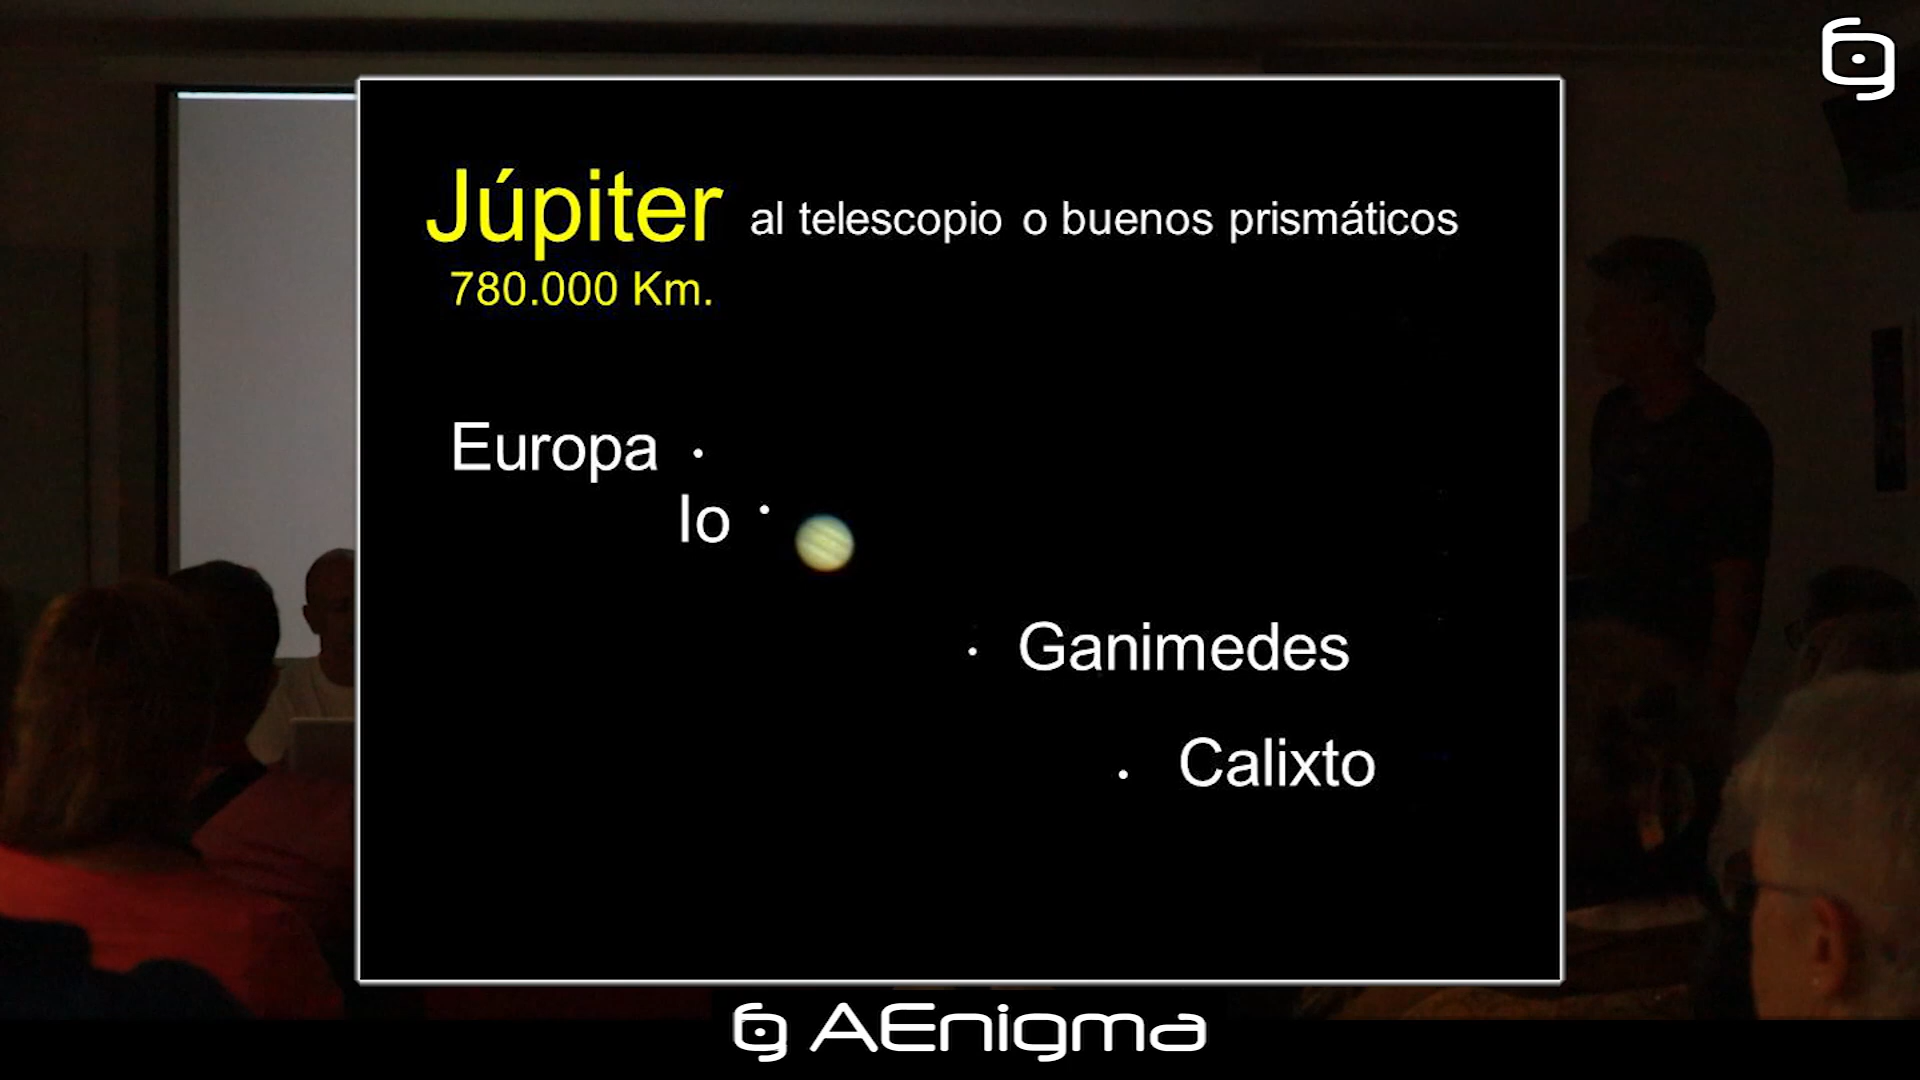 Júpiter al telescopio o buenos prismáticos
780.000 Km.
Europa
Io
Ganimedes
Calixto
AEnigma